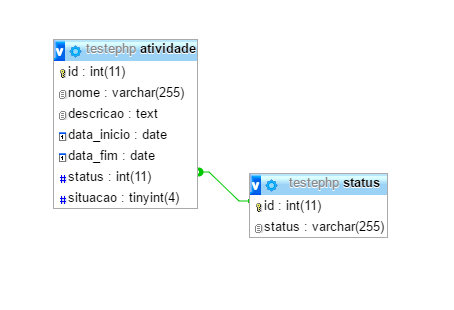 v testephp atividade
id : int(11)
nome : varchar(255)
descricao : text
data_inicio : date
data_fim : date
# status : int(11)
# situacao : tinyint(4)
v testephp status
id : int(11)
status : varchar(255)